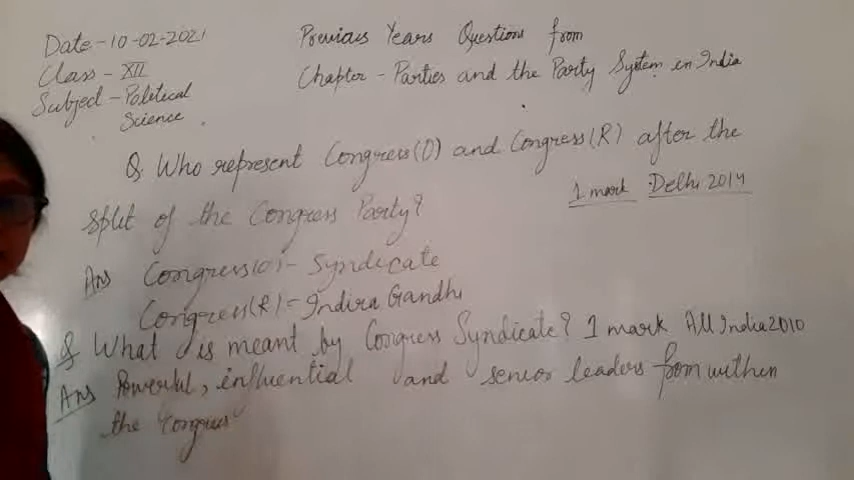 Date-10-02-2021
Class - XII
Subject-Political
Science
Previous Years Questions from
Chapter - Parties and the Party System in India
Q Who represent Congress(O) and Congress(R) after the
split of the Congress Party?
1 mark Delhi 2014
Ans Congress(O)- Syndicate
Congress(R)- Indira Gandhi
Q What is meant by Congress Syndicate? 1 mark All India 2010
Ans Powerful, influential and senior leaders from within
the Congress